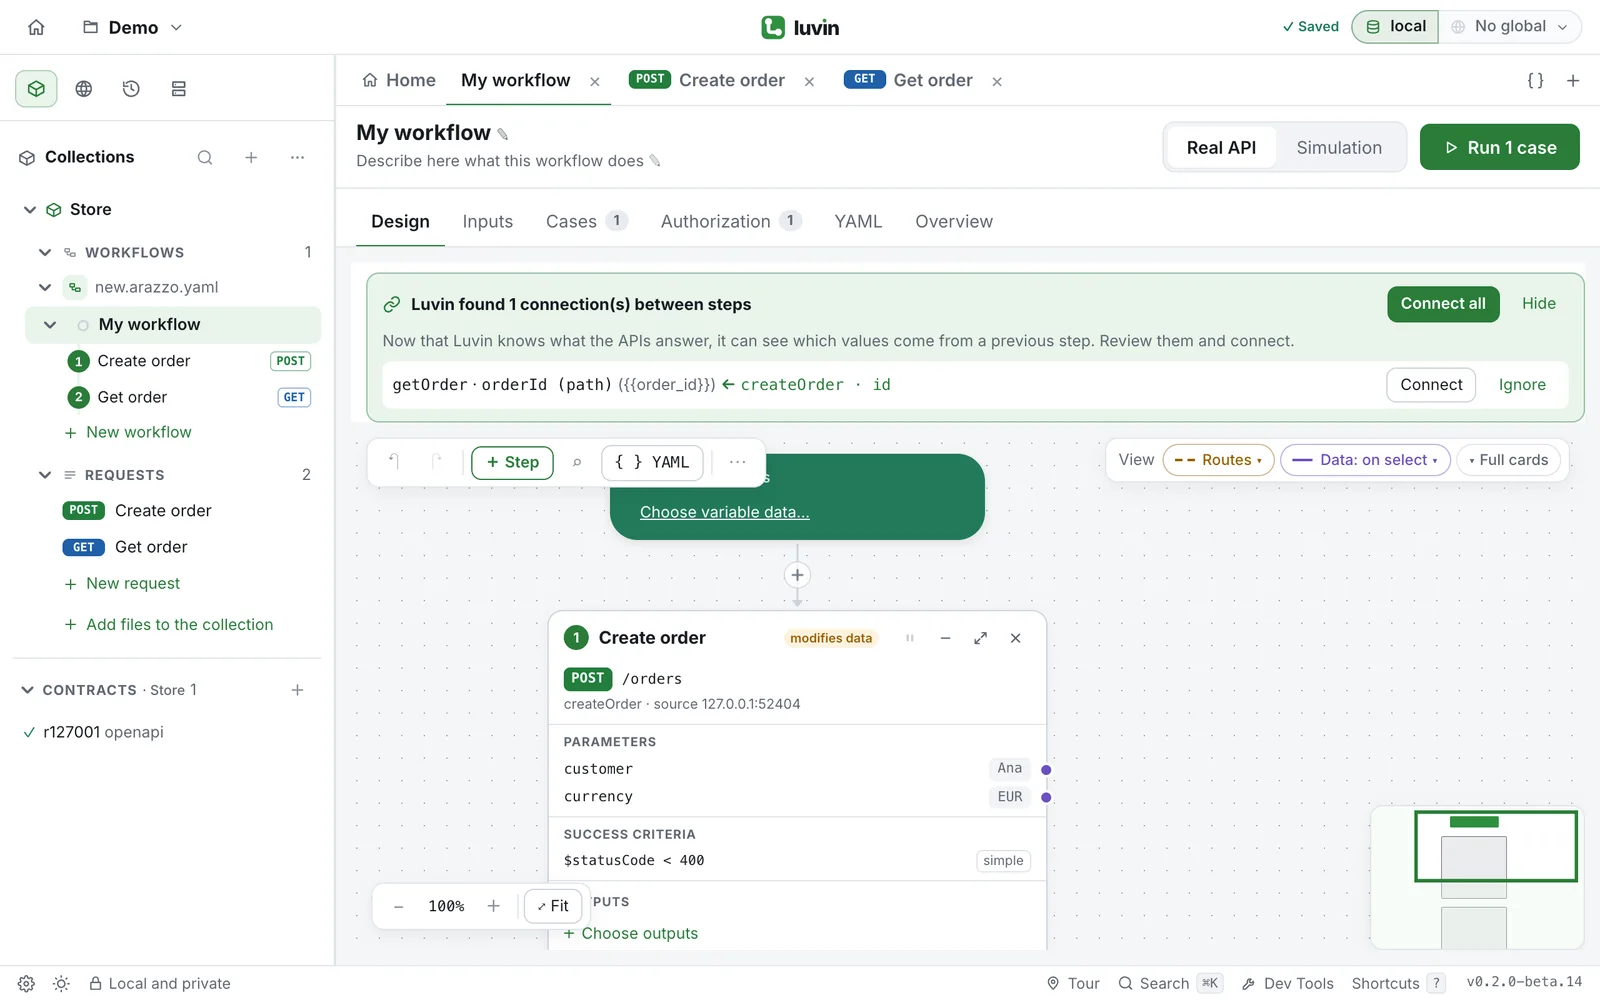 Demo
luvin
Saved
local
No global
Home
My workflow
POST Create order
GET Get order
{ }
Collections
My workflow
Describe here what this workflow does
Real API
Simulation
Run 1 case
Store
WORKFLOWS 1
new.arazzo.yaml
My workflow
1 Create order POST
2 Get order GET
+ New workflow
REQUESTS 2
POST Create order
GET Get order
+ New request
+ Add files to the collection
CONTRACTS · Store 1
r127001 openapi
Design
Inputs
Cases 1
Authorization 1
YAML
Overview
Luvin found 1 connection(s) between steps
Connect all
Hide
Now that Luvin knows what the APIs answer, it can see which values come from a previous step. Review them and connect.
getOrder · orderId (path) ({{order_id}}) ← createOrder · id
Connect
Ignore
+ Step
{ } YAML
View
Routes
Data: on select
Full cards
Choose variable data...
1 Create order
modifies data
POST /orders
createOrder · source 127.0.0.1:52404
PARAMETERS
customer Ana
currency EUR
SUCCESS CRITERIA
$statusCode < 400 simple
PUTS
+ Choose outputs
− 100% +
Fit
Local and private
Tour
Search ⌘K
Dev Tools
Shortcuts ?
v0.2.0-beta.14